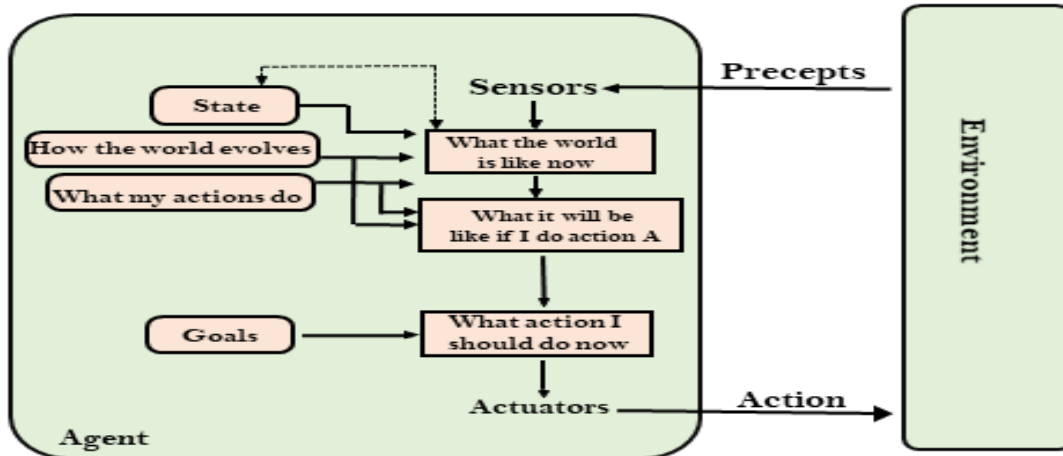 Precepts
Sensors
State
How the world evolves
What the world
is like now
What my actions do
What it will be
like if I do action A
Goals
What action I
should do now
Actuators
Action
Agent
Environment